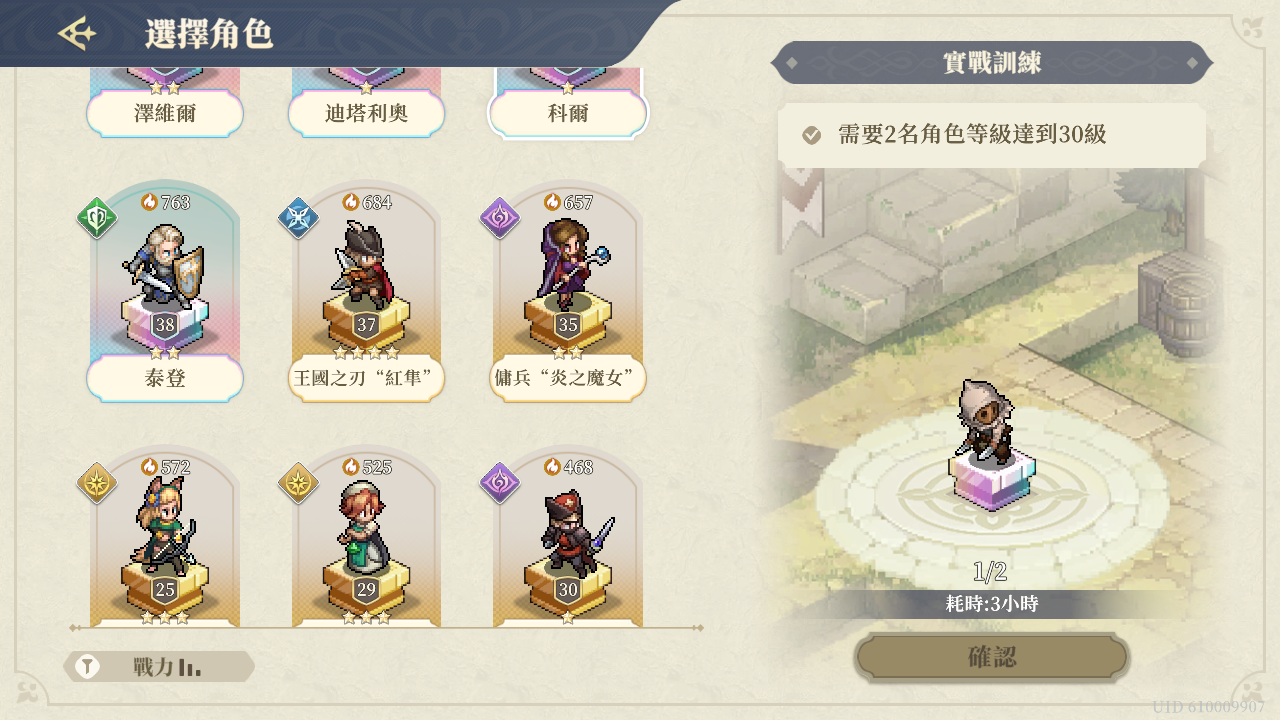 選擇角色
澤維爾
迪塔利奧
科爾
763
684
657
38
37
35
泰登
王國之刃“紅隼”
傭兵“炎之魔女”
572
525
468
25
29
30
戰力
實戰訓練
需要2名角色等級達到30級
1/2
耗時:3小時
確認
UID 610009907